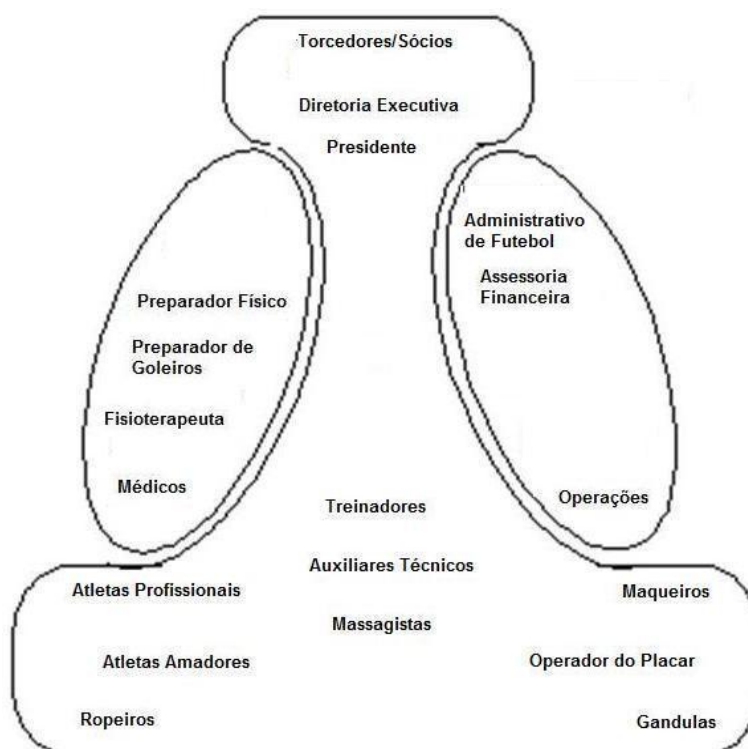 Torcedores/Sócios
Diretoria Executiva
Presidente
Preparador Físico
Preparador de
Goleiros
Fisioterapeuta
Médicos
Administrativo
de Futebol
Assessoria
Financeira
Operações
Treinadores
Auxiliares Técnicos
Massagistas
Atletas Profissionais
Atletas Amadores
Ropeiros
Maqueiros
Operador do Placar
Gandulas